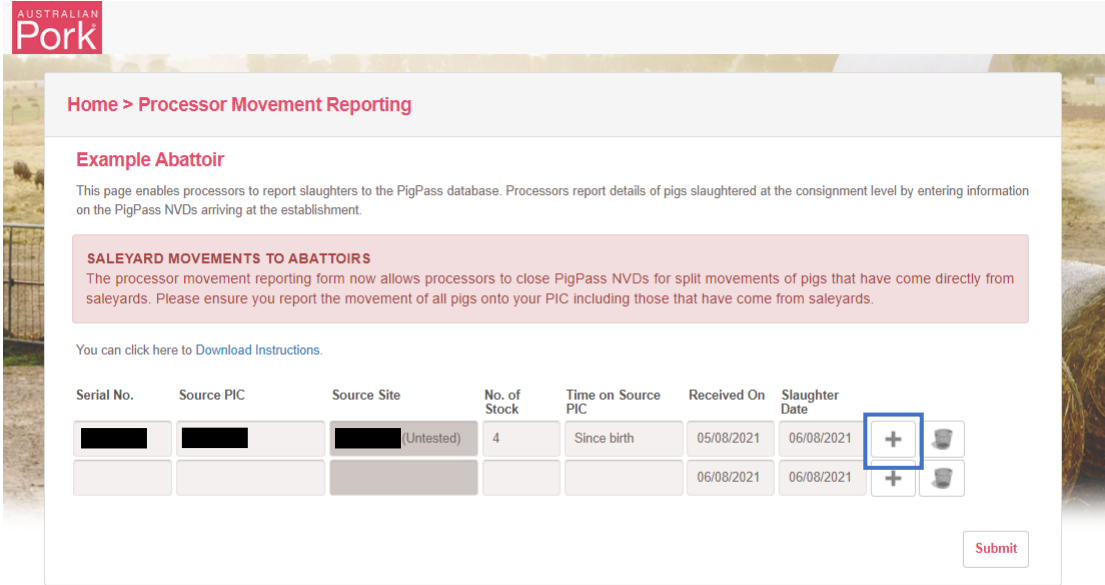 AUSTRALIAN
Pork
Home > Processor Movement Reporting
Example Abattoir
This page enables processors to report slaughters to the PigPass database. Processors report details of pigs slaughtered at the consignment level by entering information
on the PigPass NVDs arriving at the establishment.
SALEYARD MOVEMENTS TO ABATTOIRS
The processor movement reporting form now allows processors to close PigPass NVDs for split movements of pigs that have come directly from
saleyards. Please ensure you report the movement of all pigs onto your PIC including those that have come from saleyards.
You can click here to Download Instructions.
Serial No. Source PIC Source Site No. of Stock Time on Source PIC Received On Slaughter Date
(Untested) 4 Since birth 05/08/2021 06/08/2021 +
06/08/2021 06/08/2021 +
Submit